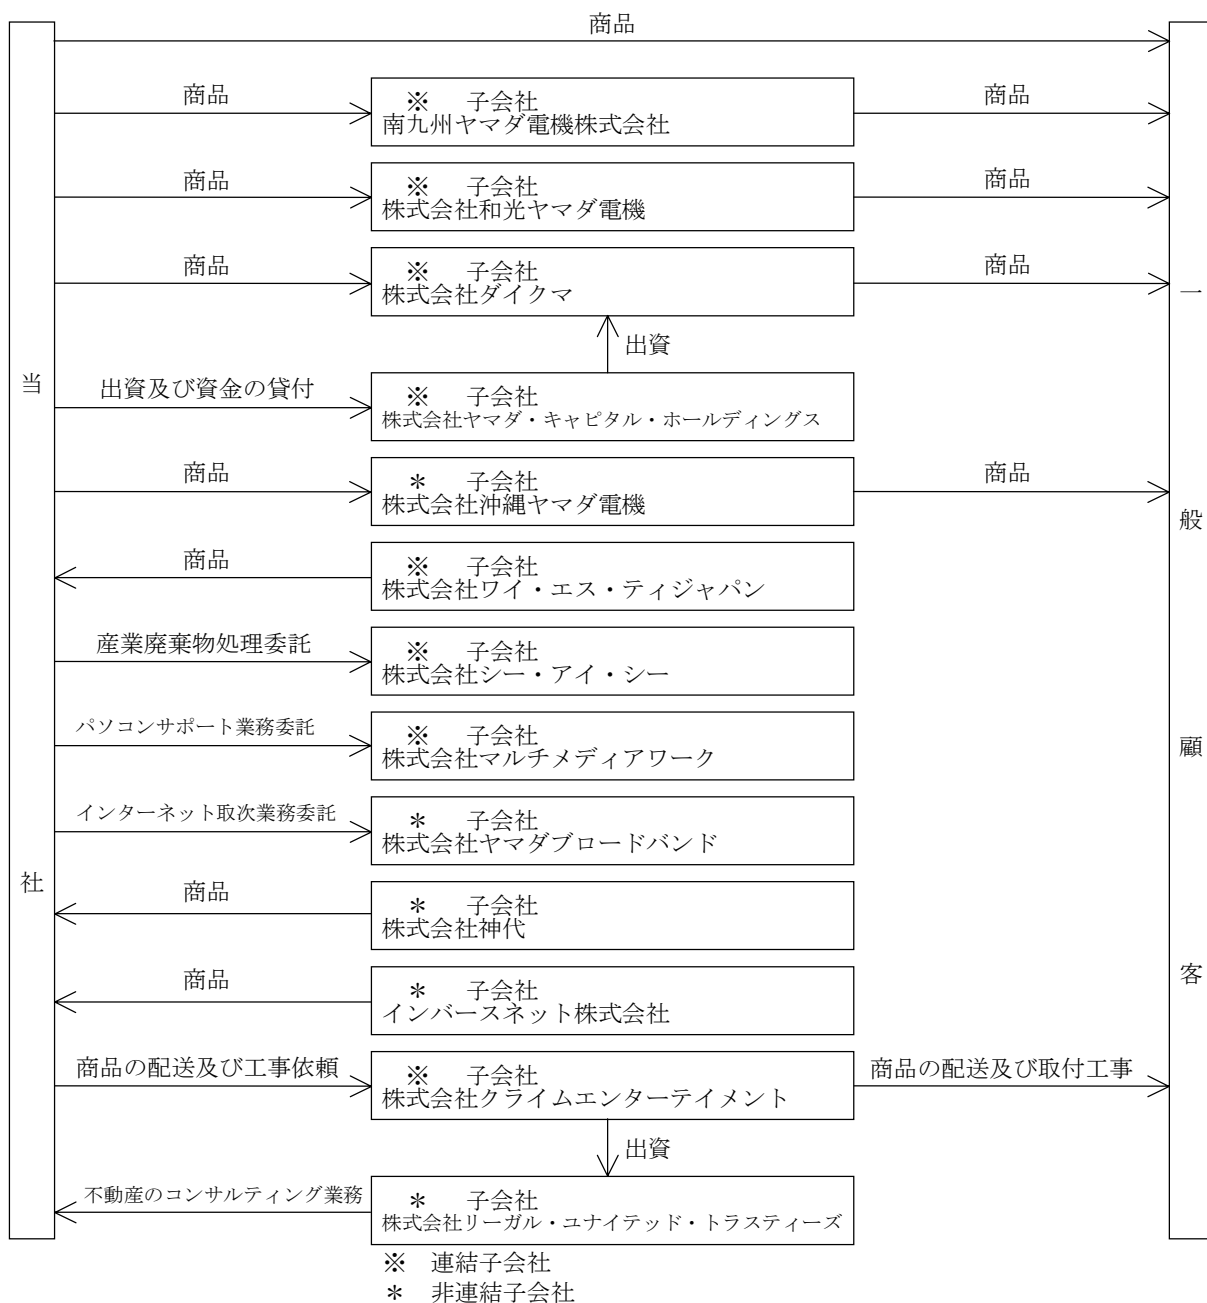 商品
当社
一般顧客
商品
※ 子会社
南九州ヤマダ電機株式会社
商品
商品
※ 子会社
株式会社和光ヤマダ電機
商品
商品
※ 子会社
株式会社ダイクマ
商品
出資
出資及び資金の貸付
※ 子会社
株式会社ヤマダ・キャピタル・ホールディングス
商品
＊ 子会社
株式会社沖縄ヤマダ電機
商品
商品
※ 子会社
株式会社ワイ・エス・ティジャパン
産業廃棄物処理委託
※ 子会社
株式会社シー・アイ・シー
パソコンサポート業務委託
※ 子会社
株式会社マルチメディアワーク
インターネット取次業務委託
＊ 子会社
株式会社ヤマダブロードバンド
商品
＊ 子会社
株式会社神代
商品
＊ 子会社
インバースネット株式会社
商品の配送及び工事依頼
※ 子会社
株式会社クライムエンターテイメント
商品の配送及び取付工事
出資
不動産のコンサルティング業務
＊ 子会社
株式会社リーガル・ユナイテッド・トラスティーズ
※ 連結子会社
＊ 非連結子会社